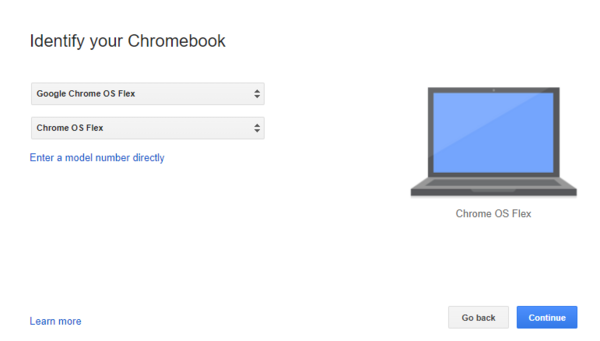 Identify your Chromebook
Google Chrome OS Flex
Chrome OS Flex
Enter a model number directly
Chrome OS Flex
Learn more
Go back
Continue